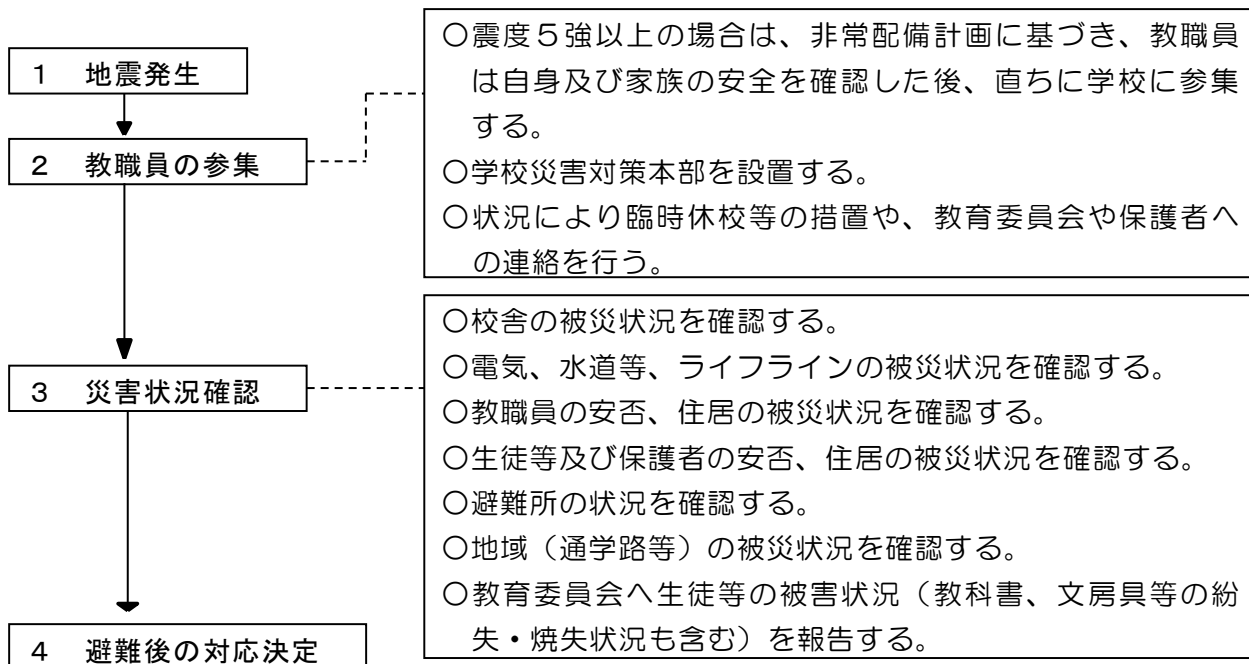 1 地震発生
2 教職員の参集
○震度５強以上の場合は、非常配備計画に基づき、教職員
は自身及び家族の安全を確認した後、直ちに学校に参集
する。
○学校災害対策本部を設置する。
○状況により臨時休校等の措置や、教育委員会や保護者へ
の連絡を行う。
3 災害状況確認
○校舎の被災状況を確認する。
○電気、水道等、ライフラインの被災状況を確認する。
○教職員の安否、住居の被災状況を確認する。
○生徒等及び保護者の安否、住居の被災状況を確認する。
○避難所の状況を確認する。
○地域（通学路等）の被災状況を確認する。
○教育委員会へ生徒等の被害状況（教科書、文房具等の紛
失・焼失状況も含む）を報告する。
4 避難後の対応決定